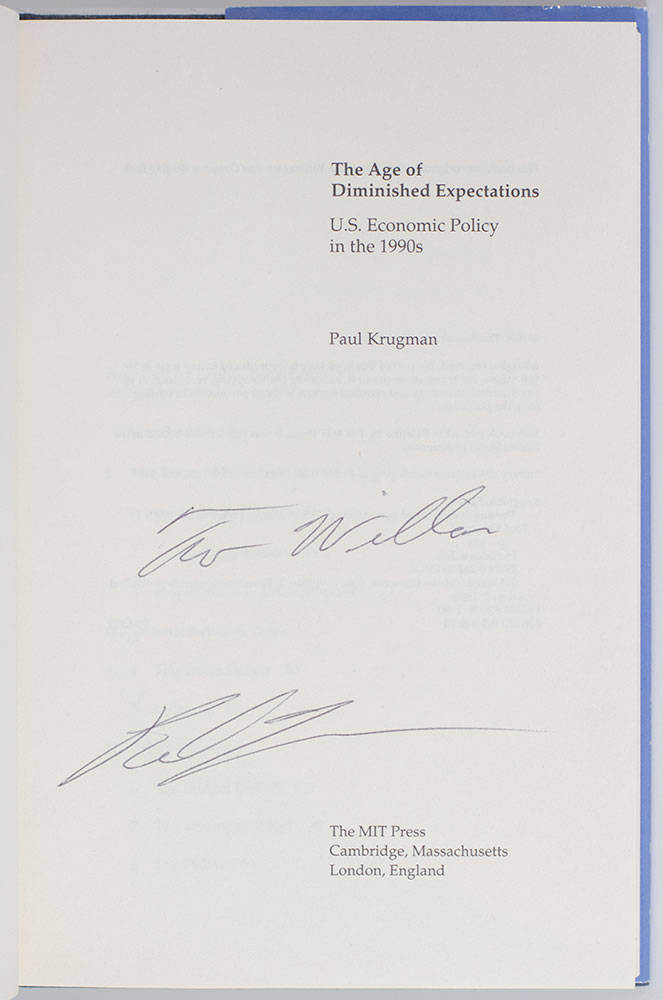 The Age of
Diminished Expectations
U.S. Economic Policy
in the 1990s
Paul Krugman
The MIT Press
Cambridge, Massachusetts
London, England